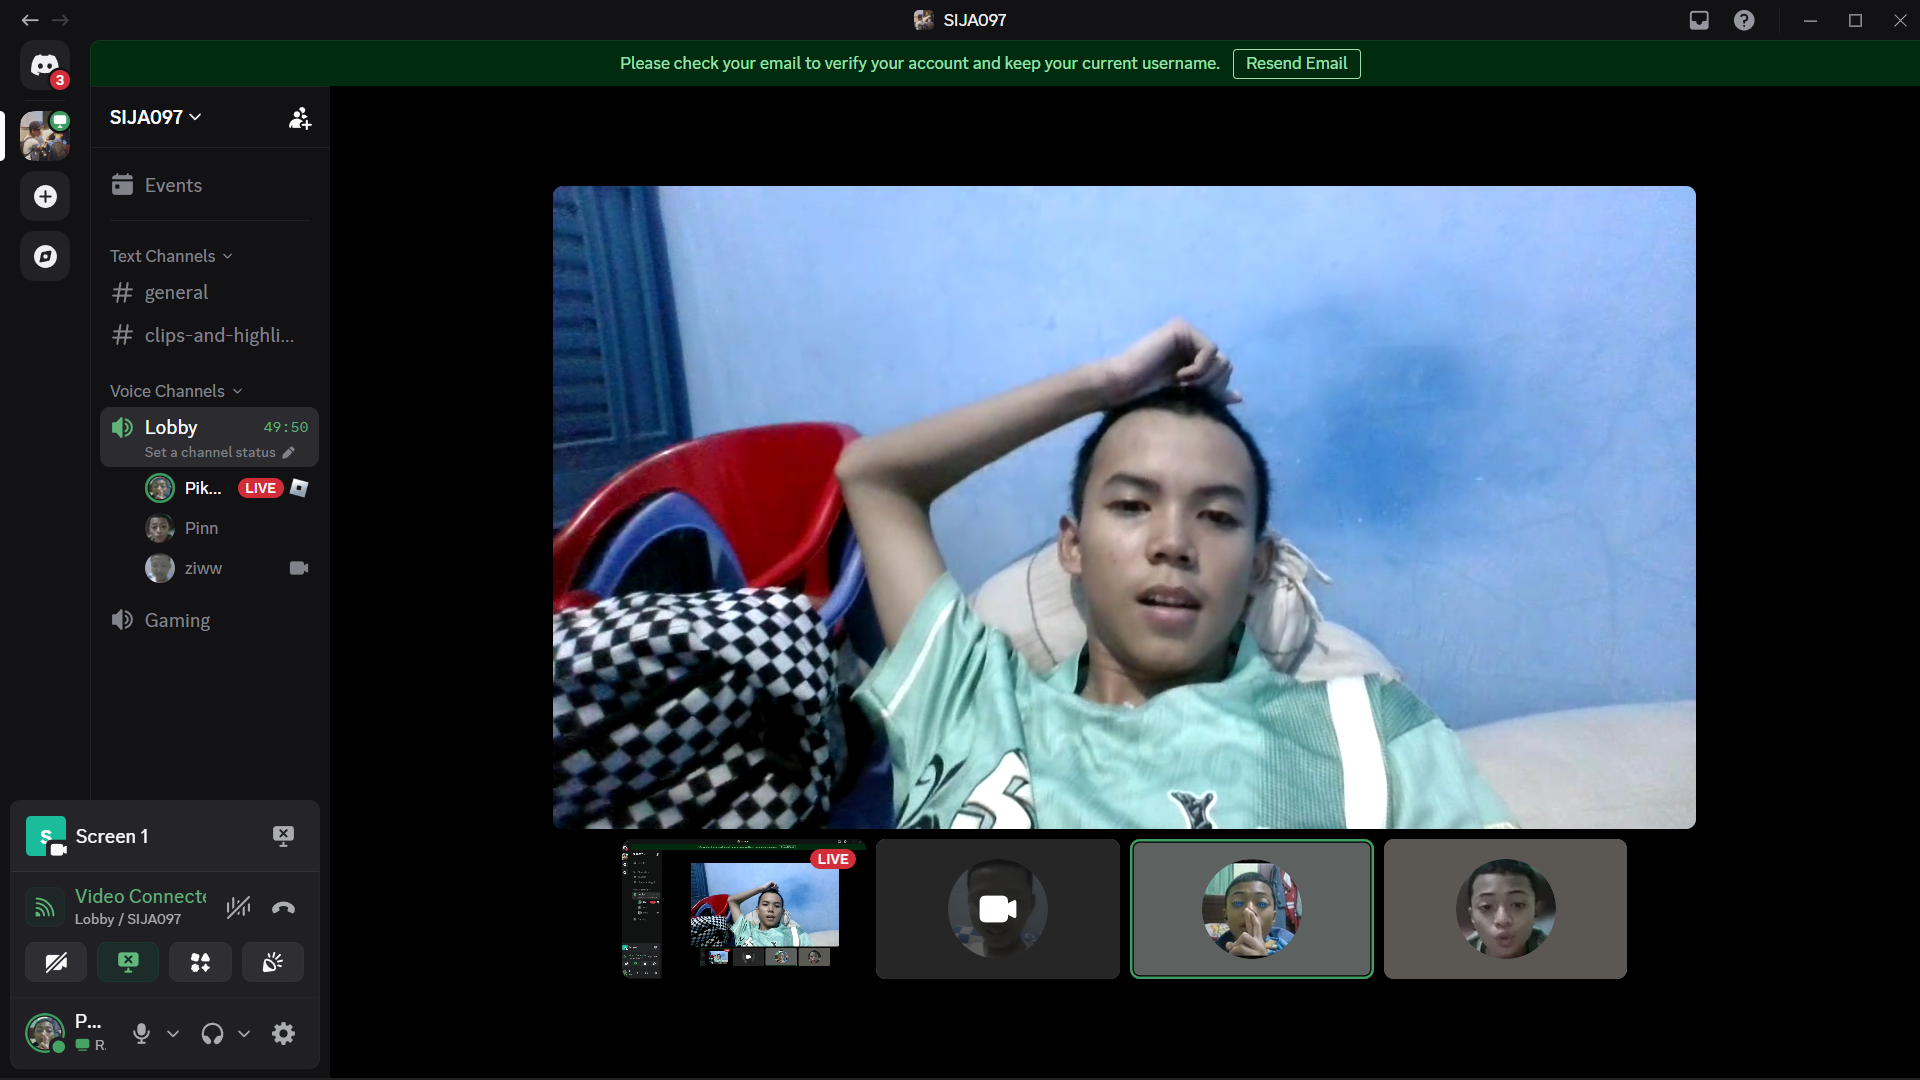 SIJA097
Please check your email to verify your account and keep your current username.
Resend Email
3
SIJA097
Events
Text Channels
general
clips-and-highli...
Voice Channels
Lobby 49:50
Set a channel status
Pik... LIVE
Pinn
ziww
Gaming
S Screen 1
Video Connecte
Lobby / SIJA097
P...
R.
LIVE